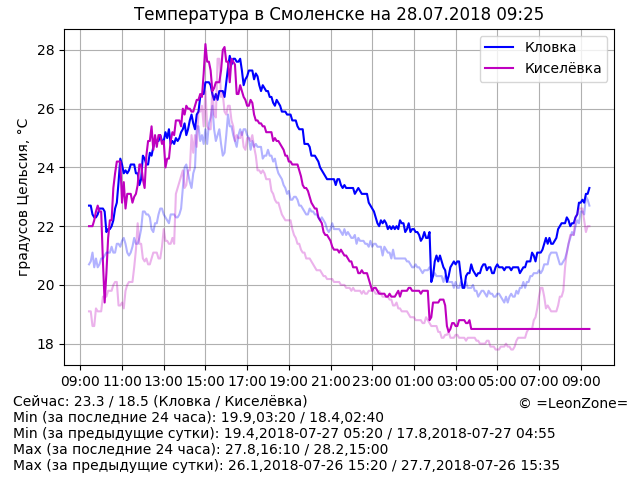 Температура в Смоленске на 28.07.2018 09:25
Кловка
Киселёвка
градусов Цельсия, °C
28
26
24
22
20
18
09:00 11:00 13:00 15:00 17:00 19:00 21:00 23:00 01:00 03:00 05:00 07:00 09:00
Сейчас: 23.3 / 18.5 (Кловка / Киселёвка)
© =LeonZone=
Min (за последние 24 часа): 19.9,03:20 / 18.4,02:40
Min (за предыдущие сутки): 19.4,2018-07-27 05:20 / 17.8,2018-07-27 04:55
Max (за последние 24 часа): 27.8,16:10 / 28.2,15:00
Max (за предыдущие сутки): 26.1,2018-07-26 15:20 / 27.7,2018-07-26 15:35